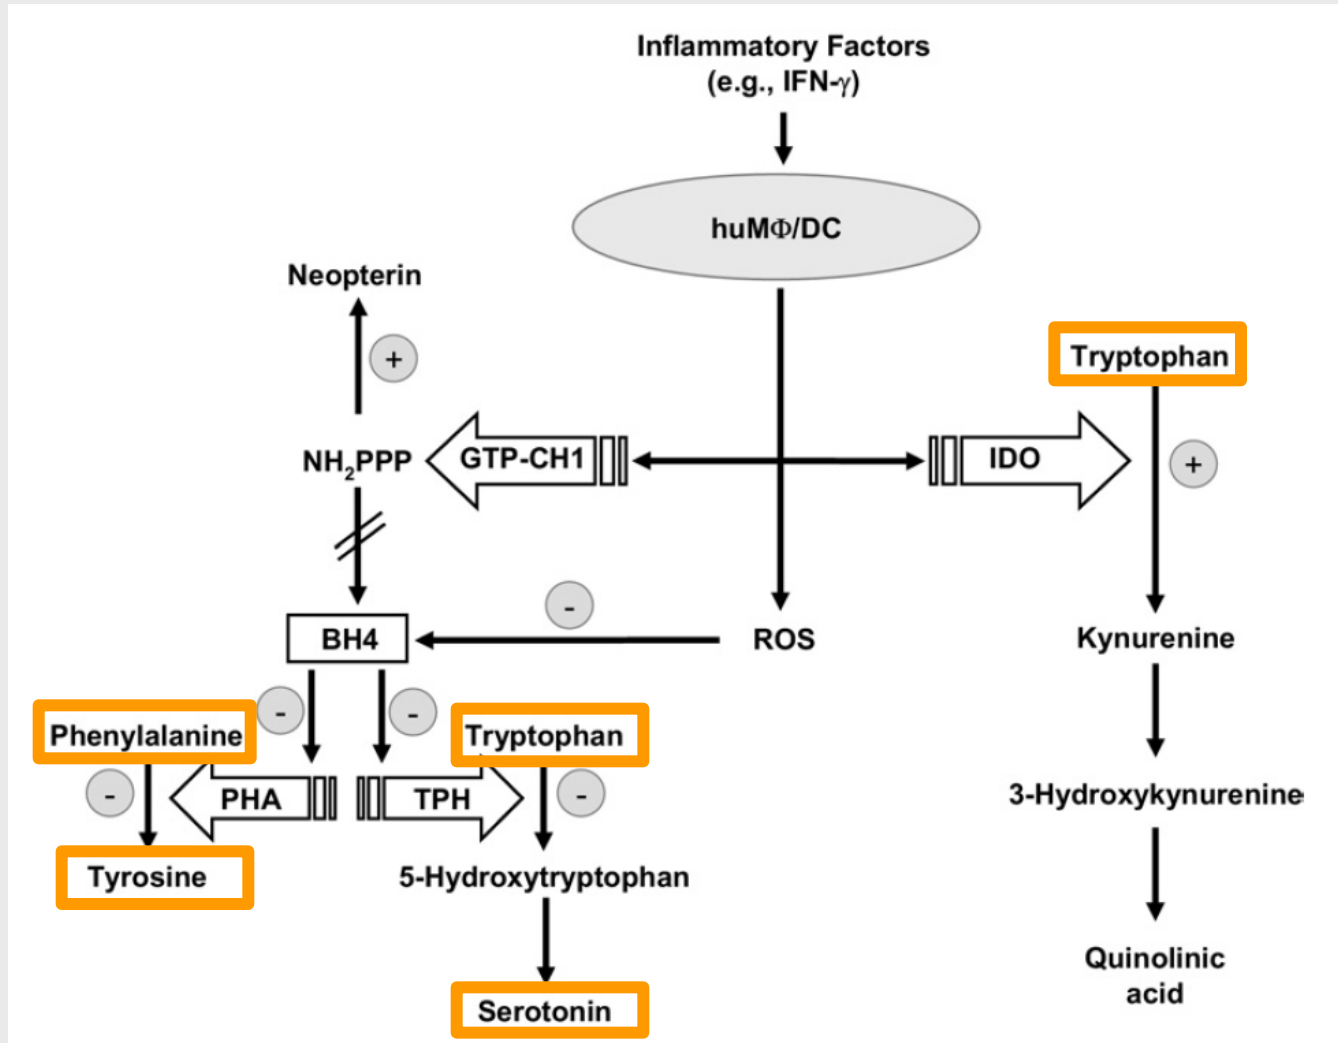 Inflammatory Factors
(e.g., IFN-γ)
huMΦ/DC
Neopterin
+
Tryptophan
NH₂PPP
GTP-CH1
IDO
+
-
BH4
ROS
Kynurenine
-
-
Phenylalanine
Tryptophan
-
PHA
TPH
-
3-Hydroxykynurenine
Tyrosine
5-Hydroxytryptophan
Quinolinic
acid
Serotonin